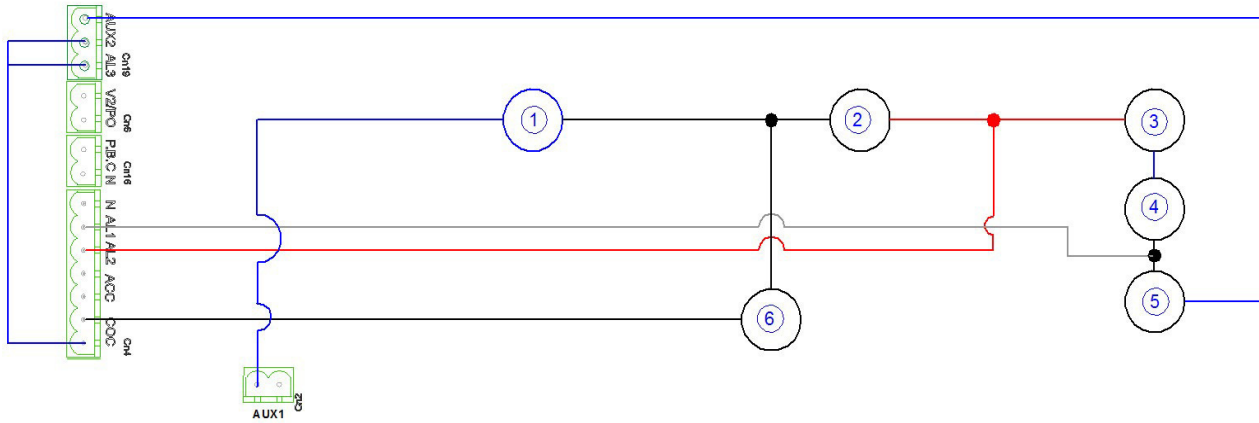 AUX2
AL3
Cn19
V2/PO
Cn6
P.B.C N
Cn16
N AL1 AL2 ACC COC
Cn4
1
2
3
4
5
6
Cn2
AUX1